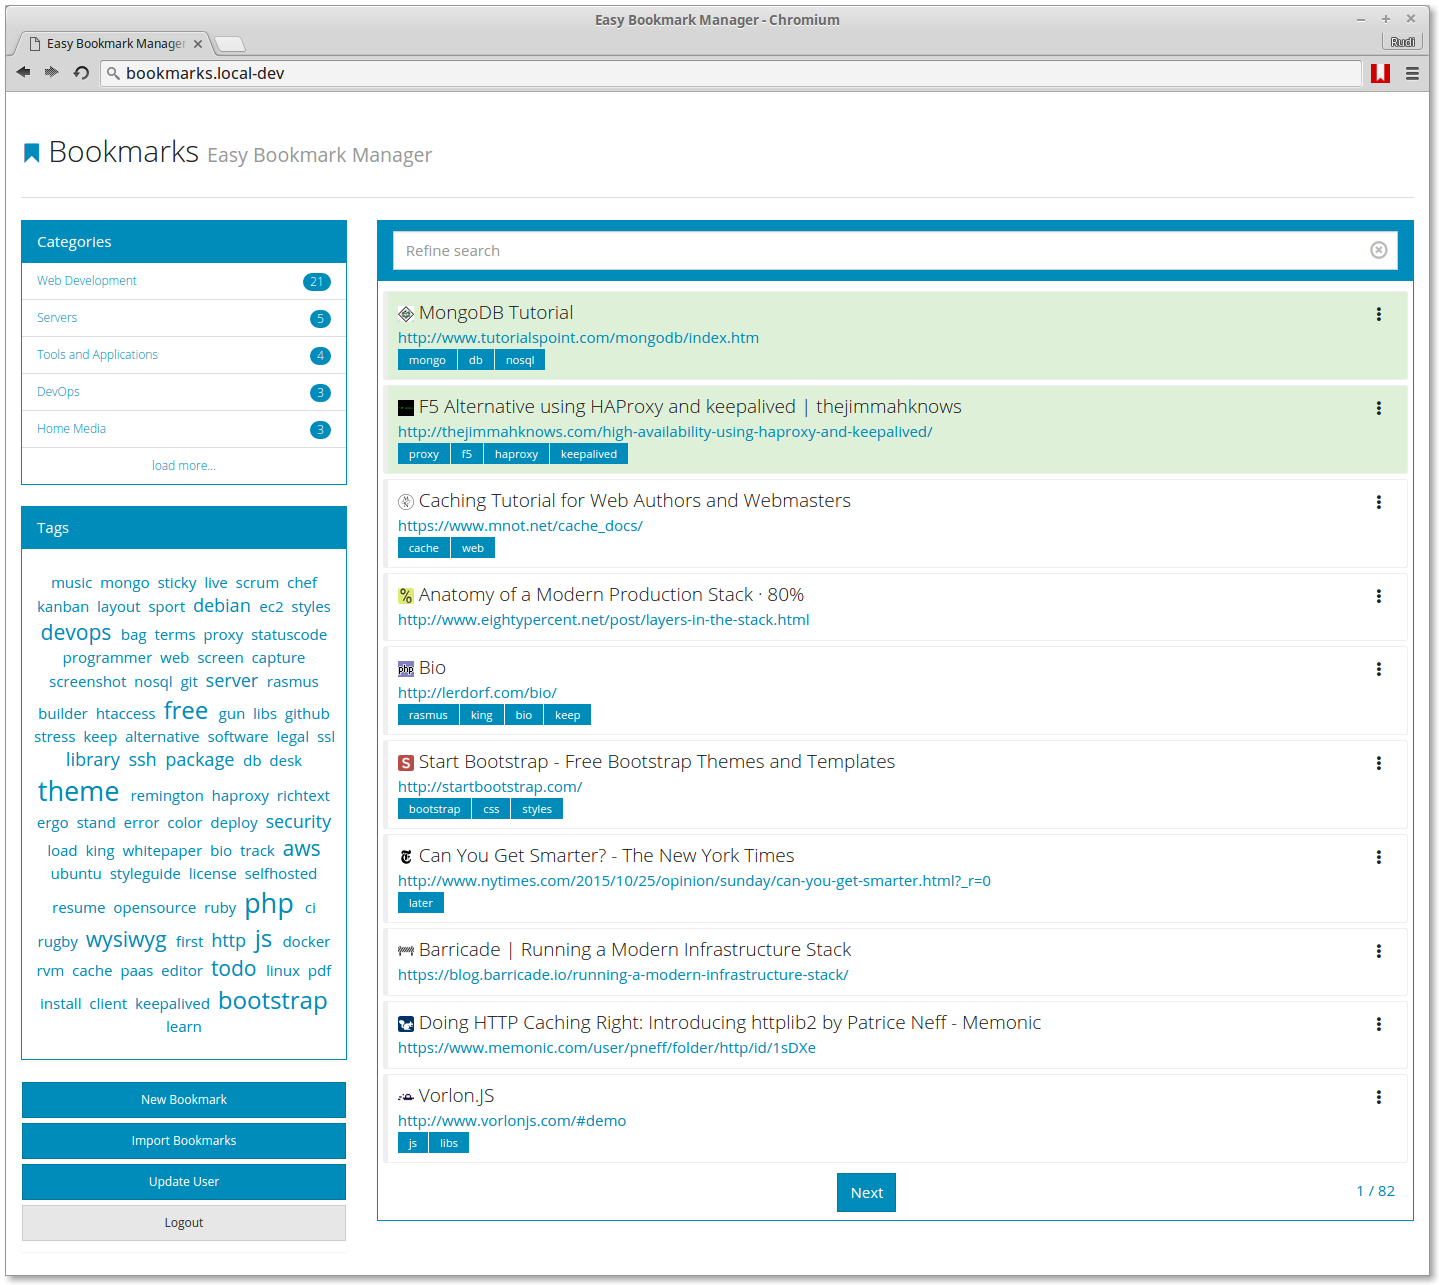 Easy Bookmark Manager - Chromium
Easy Bookmark Manager
Rudi
bookmarks.local-dev
Bookmarks Easy Bookmark Manager
Categories
Web Development 21
Servers 5
Tools and Applications 4
DevOps 3
Home Media 3
load more...
Tags
music mongo sticky live scrum chef
kanban layout sport debian ec2 styles
devops bag terms proxy statuscode
programmer web screen capture
screenshot nosql git server rasmus
builder htaccess free gun libs github
stress keep alternative software legal ssl
library ssh package db desk
theme remington haproxy richtext
ergo stand error color deploy security
load king whitepaper bio track aws
ubuntu styleguide license selfhosted
resume opensource ruby php ci
rugby wysiwyg first http js docker
rvm cache paas editor todo linux pdf
install client keepalived bootstrap
learn
New Bookmark
Import Bookmarks
Update User
Logout
Refine search
MongoDB Tutorial
http://www.tutorialspoint.com/mongodb/index.htm
mongo db nosql
F5 Alternative using HAProxy and keepalived | thejimmahknows
http://thejimmahknows.com/high-availability-using-haproxy-and-keepalived/
proxy f5 haproxy keepalived
Caching Tutorial for Web Authors and Webmasters
https://www.mnot.net/cache_docs/
cache web
% Anatomy of a Modern Production Stack · 80%
http://www.eightypercent.net/post/layers-in-the-stack.html
php Bio
http://lerdorf.com/bio/
rasmus king bio keep
S Start Bootstrap - Free Bootstrap Themes and Templates
http://startbootstrap.com/
bootstrap css styles
T Can You Get Smarter? - The New York Times
http://www.nytimes.com/2015/10/25/opinion/sunday/can-you-get-smarter.html?_r=0
later
Barricade | Running a Modern Infrastructure Stack
https://blog.barricade.io/running-a-modern-infrastructure-stack/
Doing HTTP Caching Right: Introducing httplib2 by Patrice Neff - Memonic
https://www.memonic.com/user/pneff/folder/http/id/1sDXe
Vorlon.JS
http://www.vorlonjs.com/#demo
js libs
Next
1 / 82